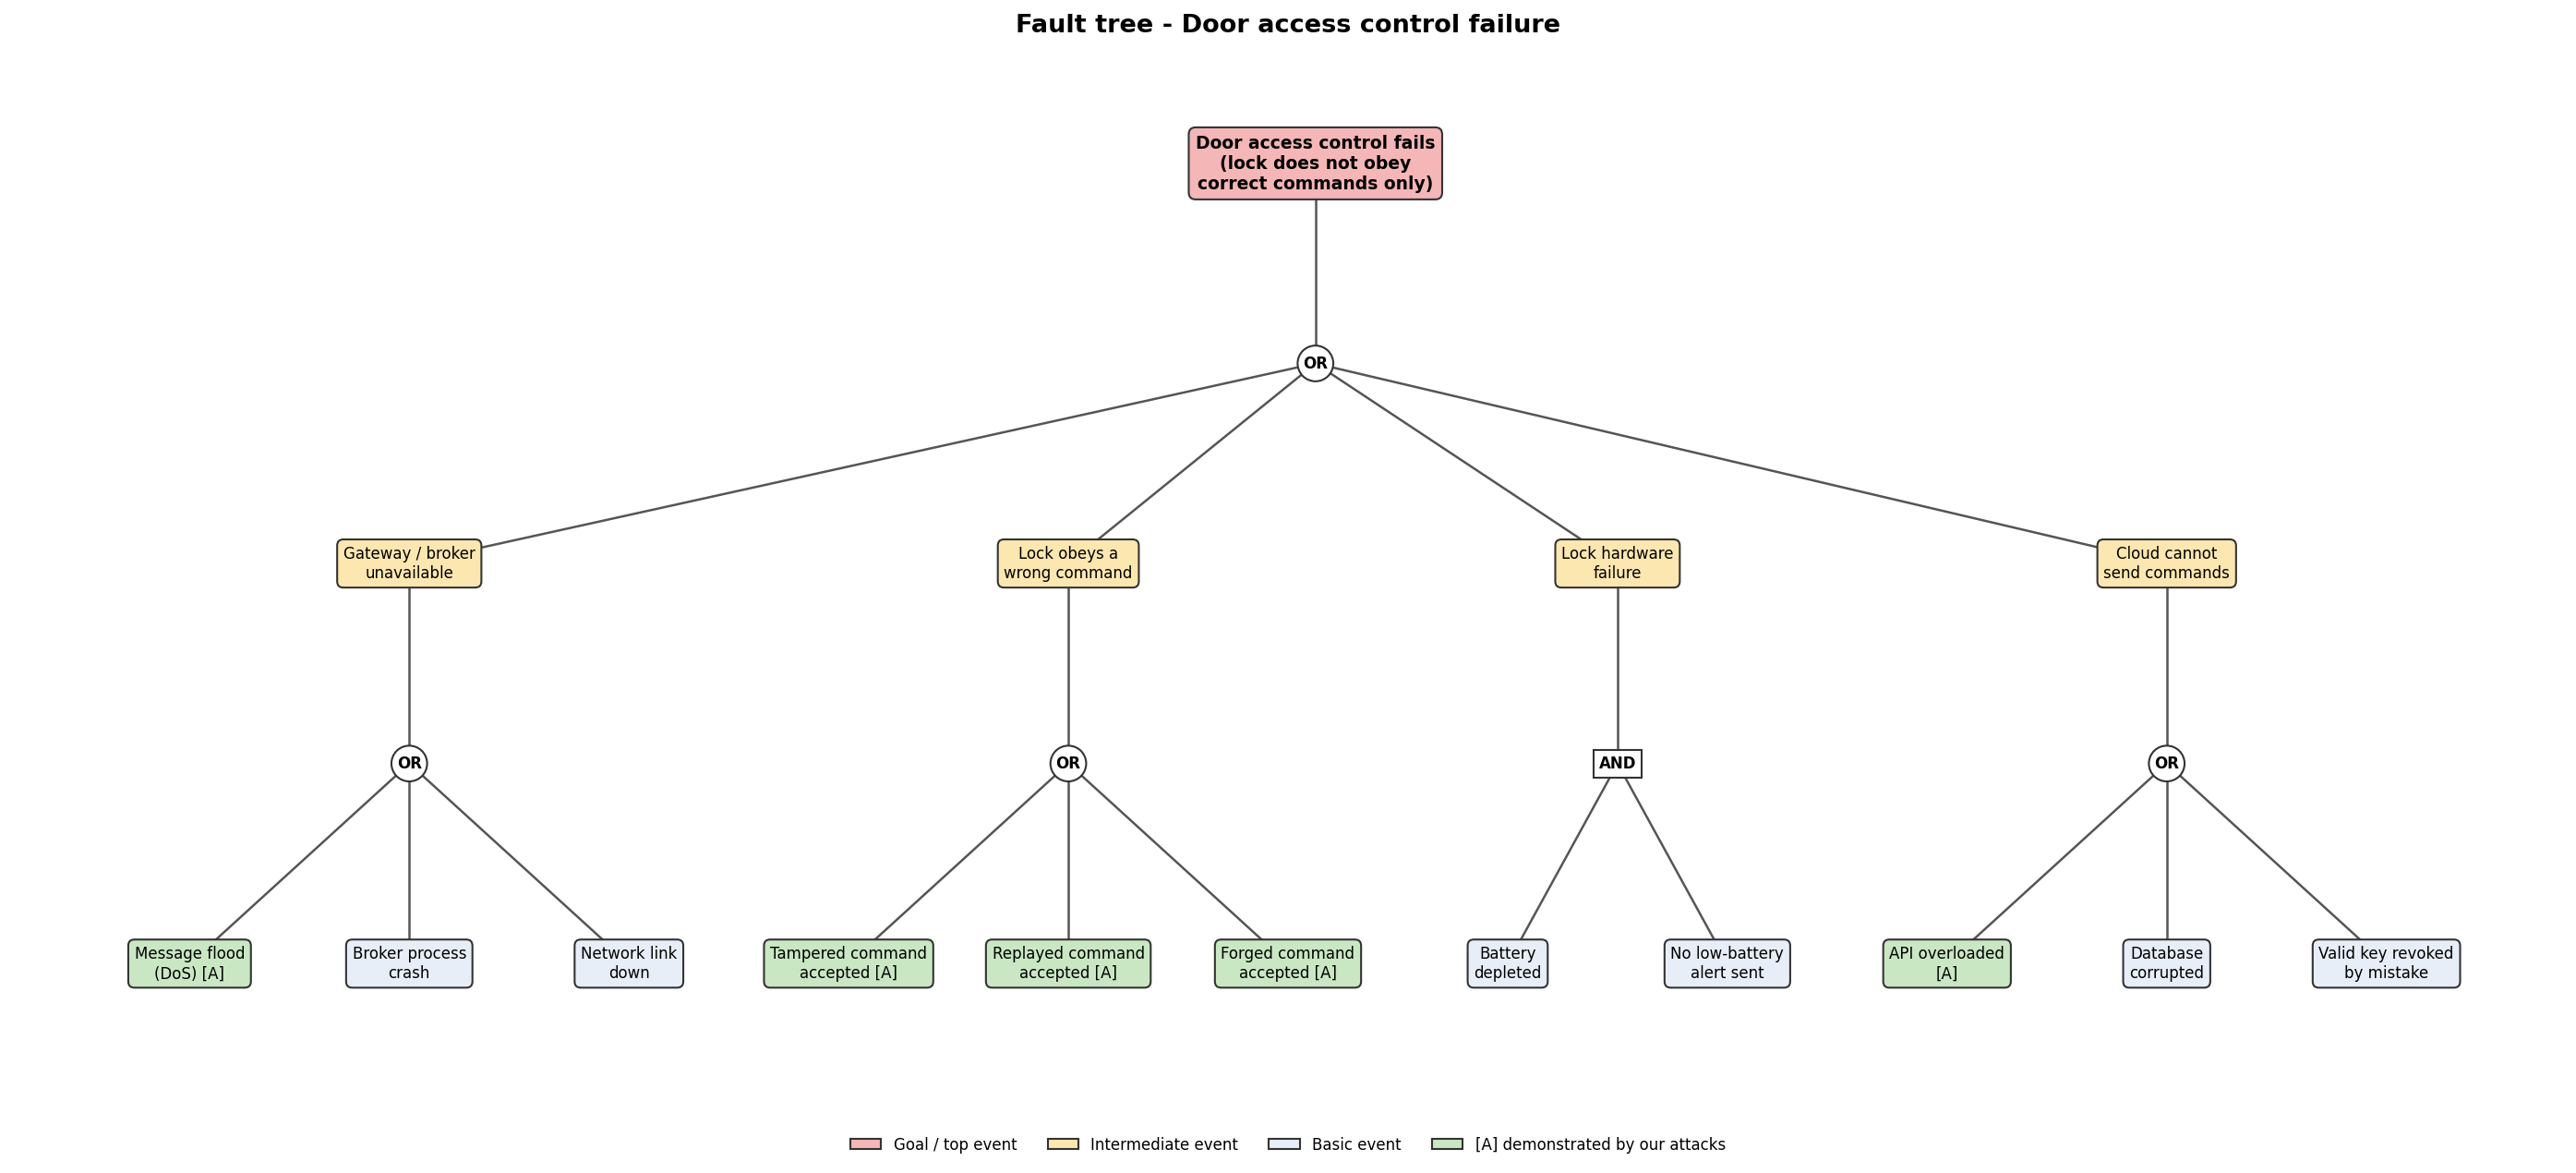 Fault tree - Door access control failure
Door access control fails
(lock does not obey
correct commands only)
OR
Gateway / broker
unavailable
Lock obeys a
wrong command
Lock hardware
failure
Cloud cannot
send commands
OR
OR
AND
OR
Message flood
(DoS) [A]
Broker process
crash
Network link
down
Tampered command
accepted [A]
Replayed command
accepted [A]
Forged command
accepted [A]
Battery
depleted
No low-battery
alert sent
API overloaded
[A]
Database
corrupted
Valid key revoked
by mistake
Goal / top event
Intermediate event
Basic event
[A] demonstrated by our attacks